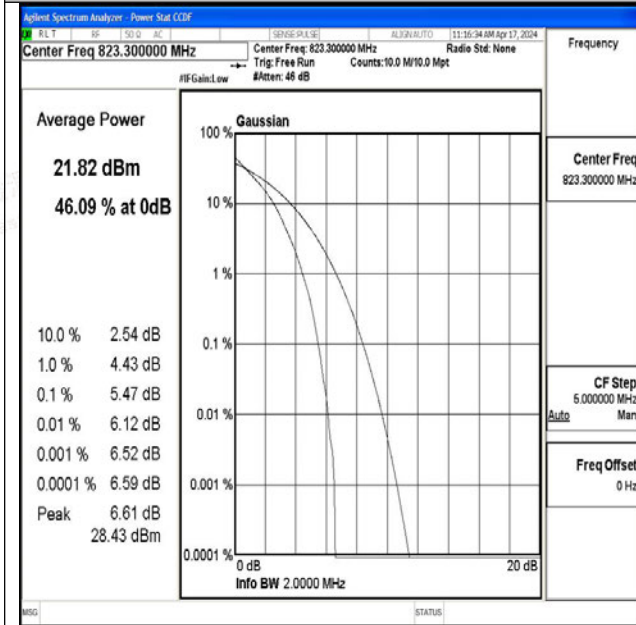 Agilent Spectrum Analyzer - Power Stat CCDF
RLT RF 50 Ω AC SENSE:PULSE ALIGN AUTO 11:16:34 AM Apr 17, 2024
Center Freq 823.300000 MHz
Center Freq: 823.300000 MHz Radio Std: None
Trig: Free Run Counts:10.0 M/10.0 Mpt
#IFGain:Low #Atten: 46 dB
Frequency
Average Power
21.82 dBm
46.09 % at 0dB
10.0 % 2.54 dB
1.0 % 4.43 dB
0.1 % 5.47 dB
0.01 % 6.12 dB
0.001 % 6.52 dB
0.0001 % 6.59 dB
Peak 6.61 dB
28.43 dBm
Gaussian
100 %
10 %
1 %
0.1 %
0.01 %
0.001 %
0.0001 %
0 dB 20 dB
Info BW 2.0000 MHz
Center Freq
823.300000 MHz
CF Step
5.000000 MHz
Auto Man
Freq Offset
0 Hz
MSG STATUS